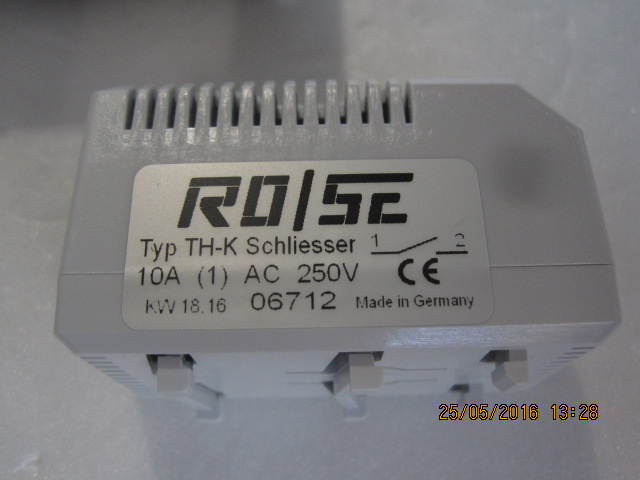 RO/SE
Typ TH-K Schliesser 1 2
10A (1) AC 250V CE
KW 18.16 06712 Made in Germany
25/05/2016 13:28